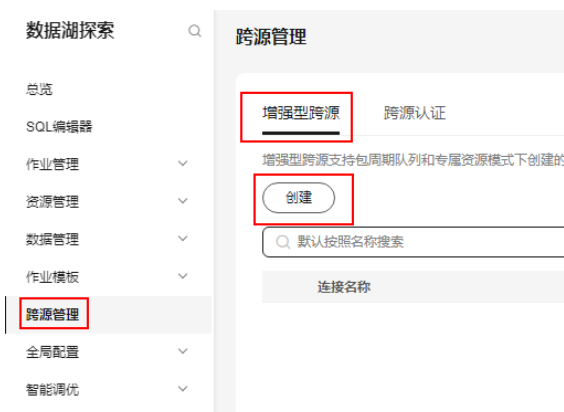 数据湖探索
总览
SQL编辑器
作业管理
资源管理
数据管理
作业模板
跨源管理
全局配置
智能调优
跨源管理
增强型跨源 跨源认证
增强型跨源支持包周期队列和专属资源模式下创建的
创建
默认按照名称搜索
连接名称